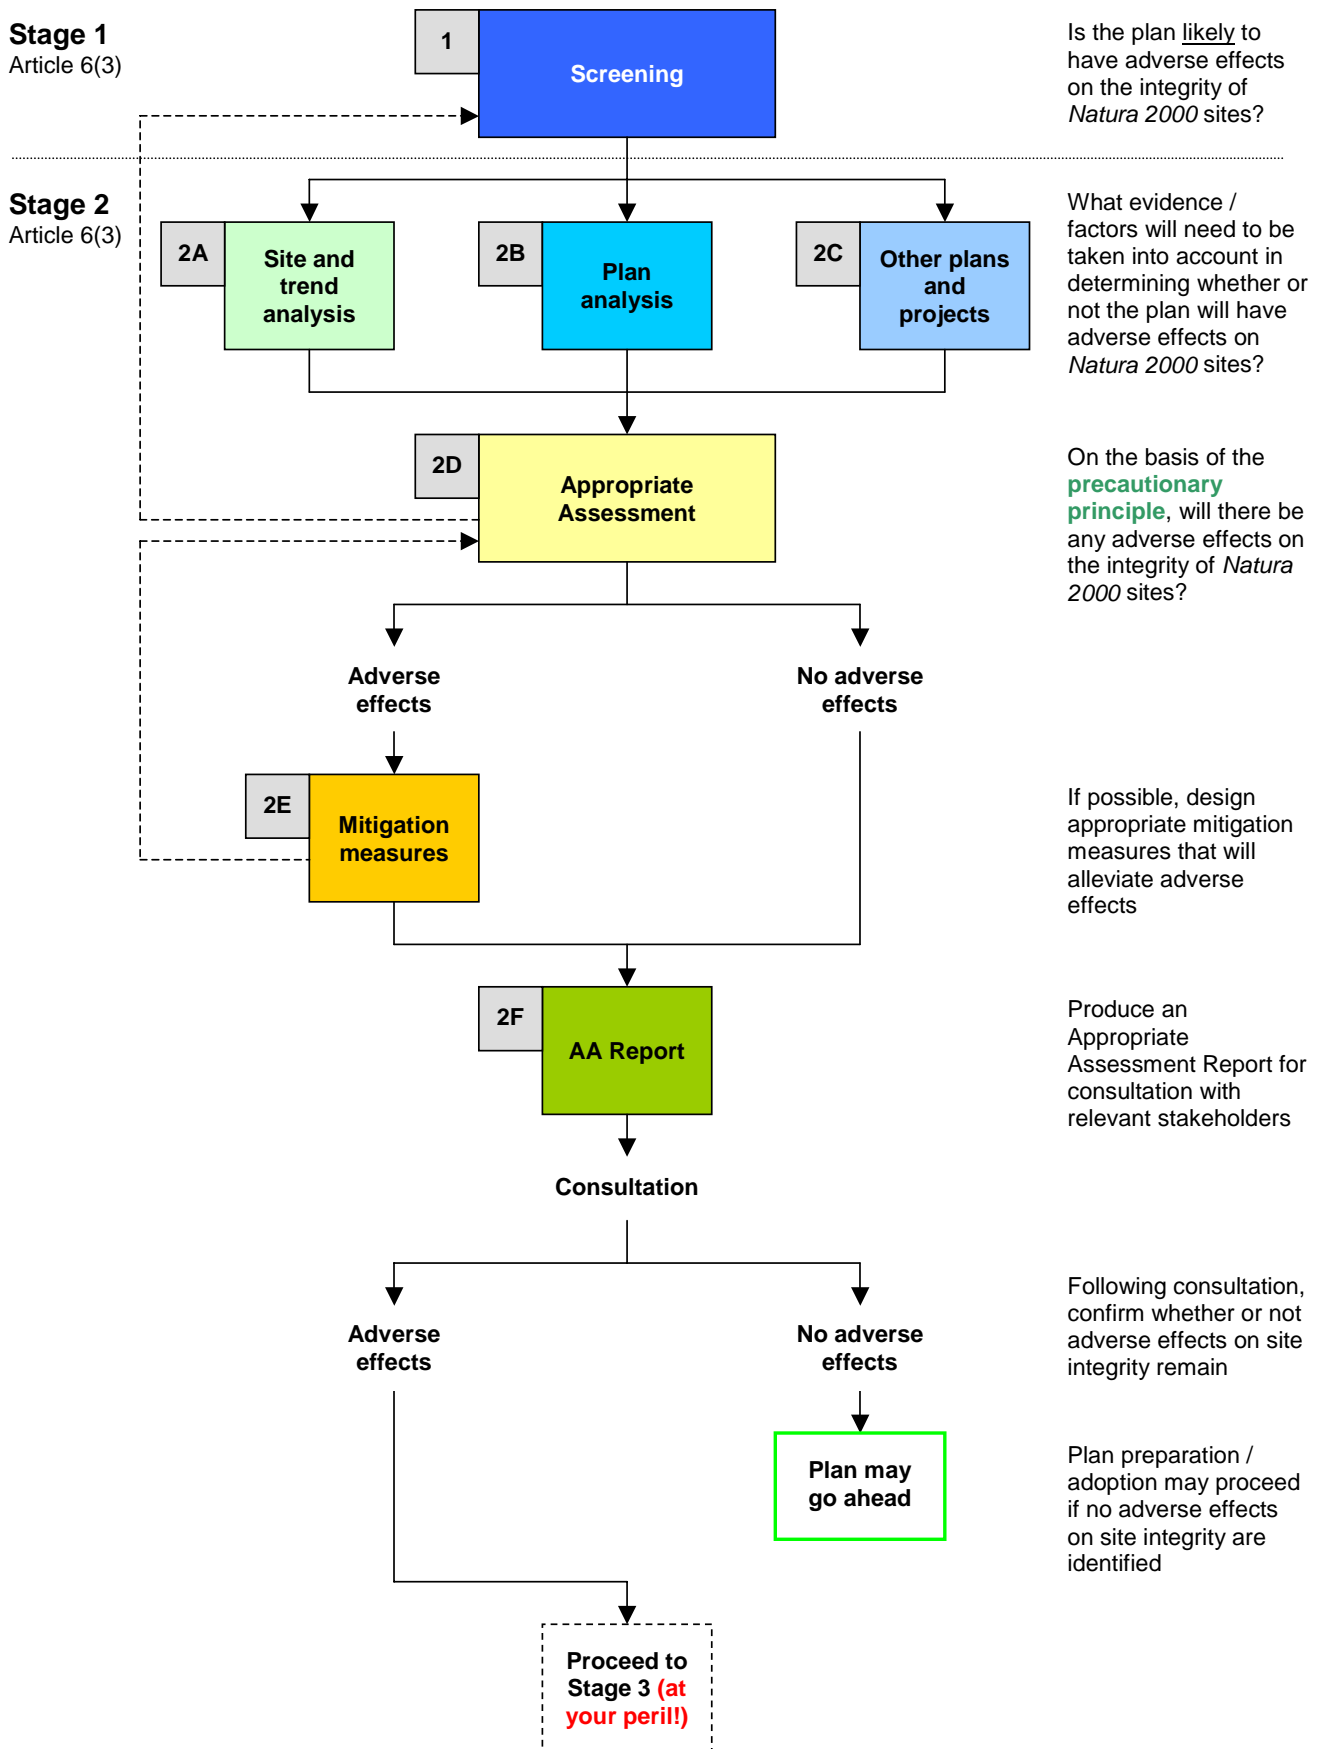 Stage 1
Article 6(3)
1
Screening
Is the plan likely to
have adverse effects
on the integrity of
Natura 2000 sites?
Stage 2
Article 6(3)
2A
Site and
trend
analysis
2B
Plan
analysis
2C
Other plans
and
projects
What evidence /
factors will need to be
taken into account in
determining whether or
not the plan will have
adverse effects on
Natura 2000 sites?
2D
Appropriate
Assessment
On the basis of the
precautionary
principle, will there be
any adverse effects on
the integrity of Natura
2000 sites?
Adverse
effects
No adverse
effects
2E
Mitigation
measures
If possible, design
appropriate mitigation
measures that will
alleviate adverse
effects
2F
AA Report
Produce an
Appropriate
Assessment Report for
consultation with
relevant stakeholders
Consultation
Adverse
effects
No adverse
effects
Following consultation,
confirm whether or not
adverse effects on site
integrity remain
Plan may
go ahead
Plan preparation /
adoption may proceed
if no adverse effects
on site integrity are
identified
Proceed to
Stage 3 (at
your peril!)